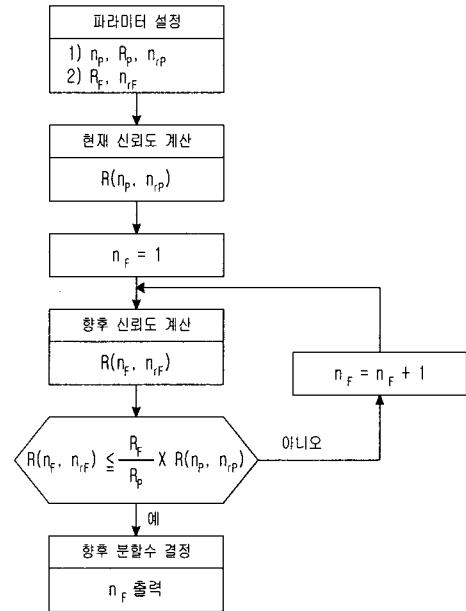 파라미터 설정
1) n_P, R_P, n_rP
2) R_F, n_rF
현재 신뢰도 계산
R(n_P, n_rP)
n_F = 1
향후 신뢰도 계산
R(n_F, n_rF)
n_F = n_F + 1
R(n_F, n_rF) ≦ R_F/R_P X R(n_P, n_rP)
아니오
예
향후 분할수 결정
n_F 출력